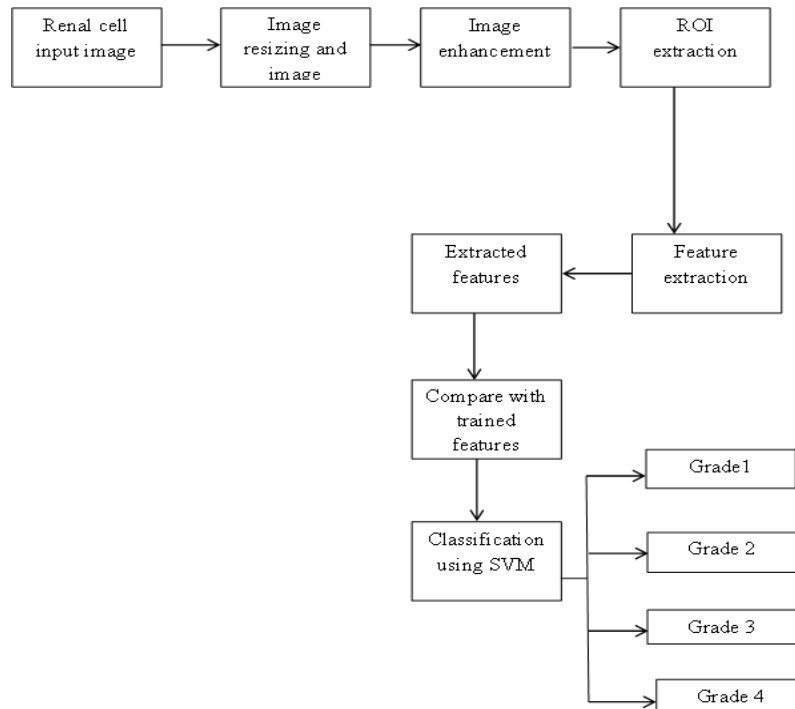 Renal cell
input image
Image
resizing and
image
Image
enhancement
ROI
extraction
Extracted
features
Feature
extraction
Compare with
trained
features
Classification
using SVM
Grade1
Grade 2
Grade 3
Grade 4